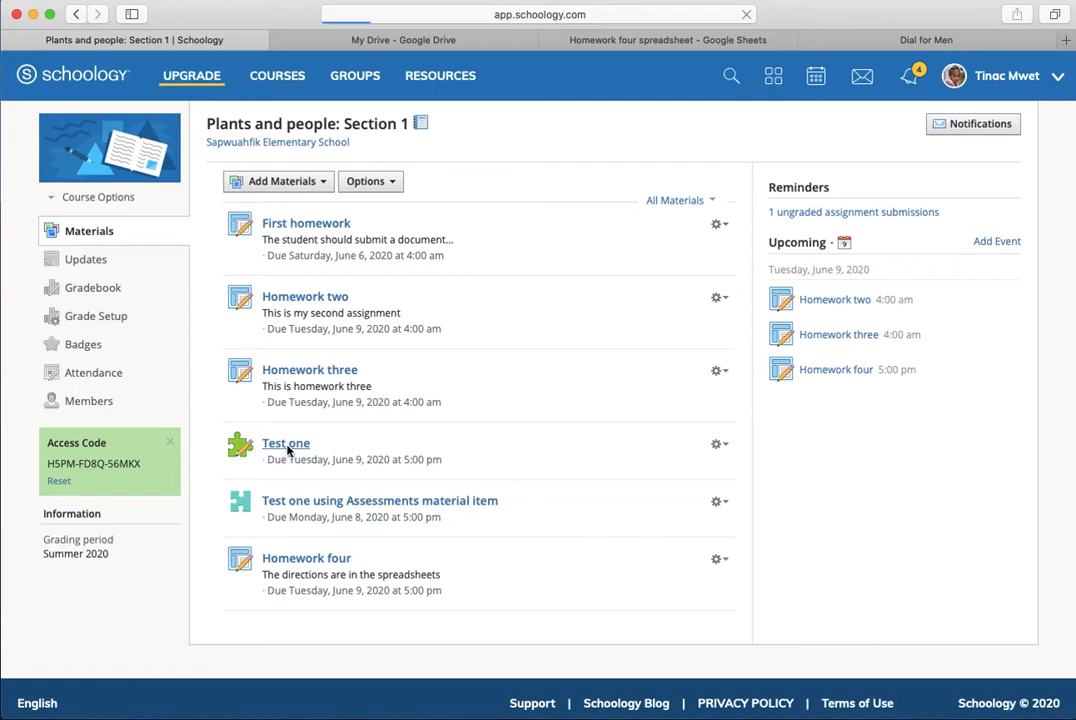 app.schoology.com
Plants and people: Section 1 | Schoology
My Drive - Google Drive
Homework four spreadsheet - Google Sheets
Dial for Men
schoology
UPGRADE
COURSES
GROUPS
RESOURCES
4
Tinac Mwet
Plants and people: Section 1
Sapwuahfik Elementary School
Notifications
Course Options
Materials
Updates
Gradebook
Grade Setup
Badges
Attendance
Members
Access Code
H5PM-FD8Q-56MKX
Reset
Information
Grading period
Summer 2020
Add Materials
Options
All Materials
First homework
The student should submit a document...
· Due Saturday, June 6, 2020 at 4:00 am
Homework two
This is my second assignment
· Due Tuesday, June 9, 2020 at 4:00 am
Homework three
This is homework three
· Due Tuesday, June 9, 2020 at 4:00 am
Test one
· Due Tuesday, June 9, 2020 at 5:00 pm
Test one using Assessments material item
· Due Monday, June 8, 2020 at 5:00 pm
Homework four
The directions are in the spreadsheets
· Due Tuesday, June 9, 2020 at 5:00 pm
Reminders
1 ungraded assignment submissions
Upcoming · 9
Add Event
Tuesday, June 9, 2020
Homework two 4:00 am
Homework three 4:00 am
Homework four 5:00 pm
English
Support | Schoology Blog | PRIVACY POLICY | Terms of Use
Schoology © 2020